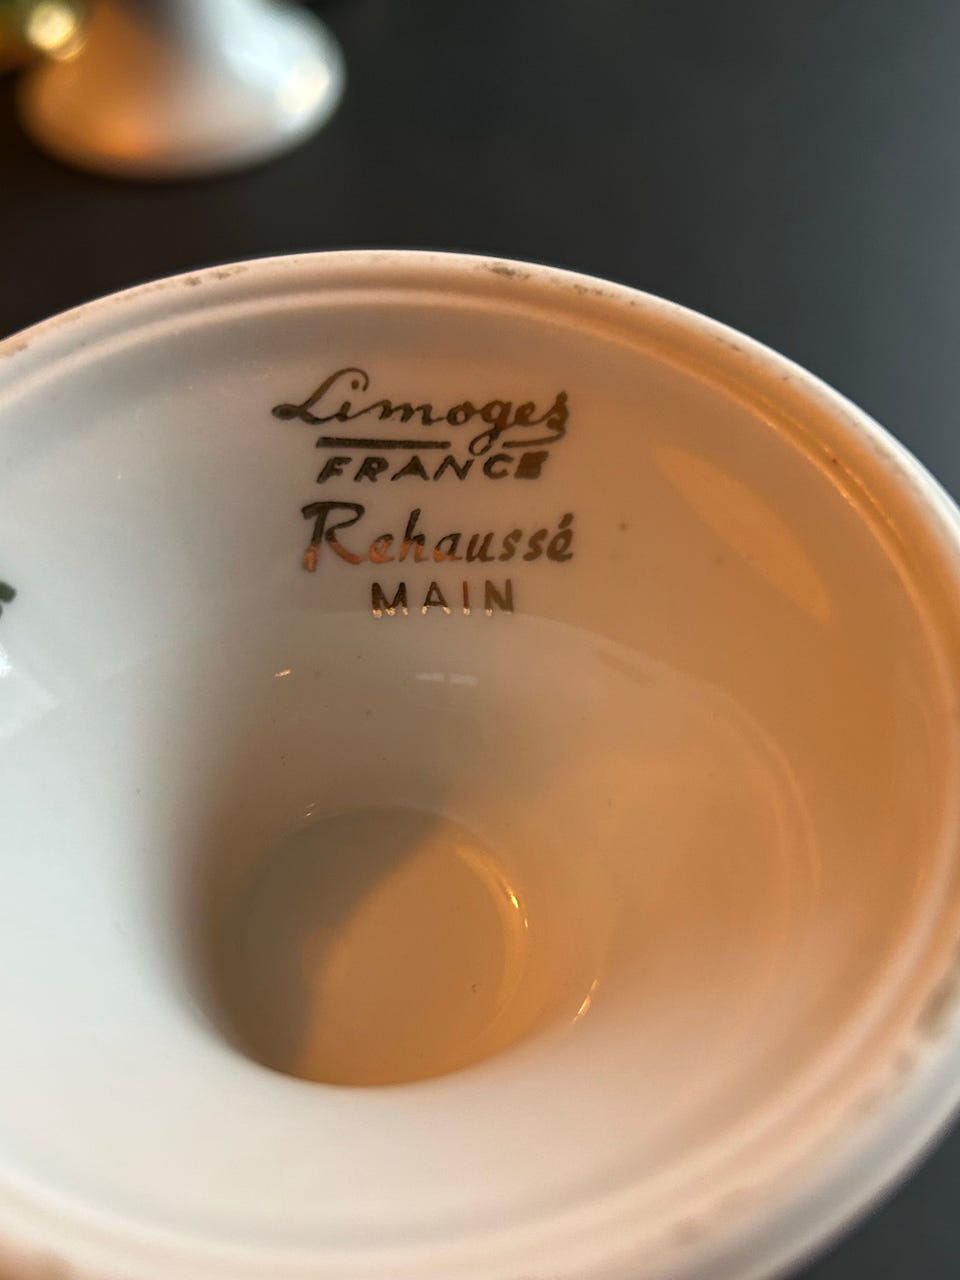 Limoges
FRANCE
Rehaussé
MAIN